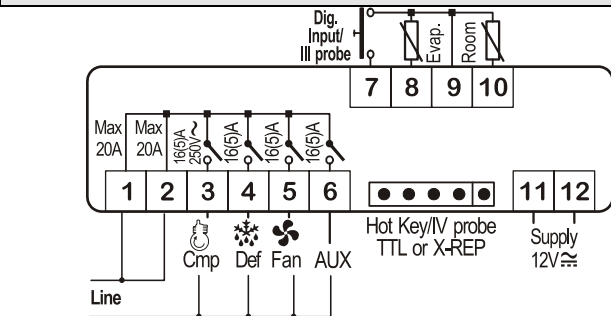 Dig.
Input/
III probe
Evap.
Room
7 8 9 10
Max
20A
Max
20A
16(5)A
250V~
16(5)A
16(5)A
16(5)A
1 2 3 4 5 6
11 12
Hot Key/IV probe
TTL or X-REP
Supply
12V≂
Cmp Def Fan AUX
Line